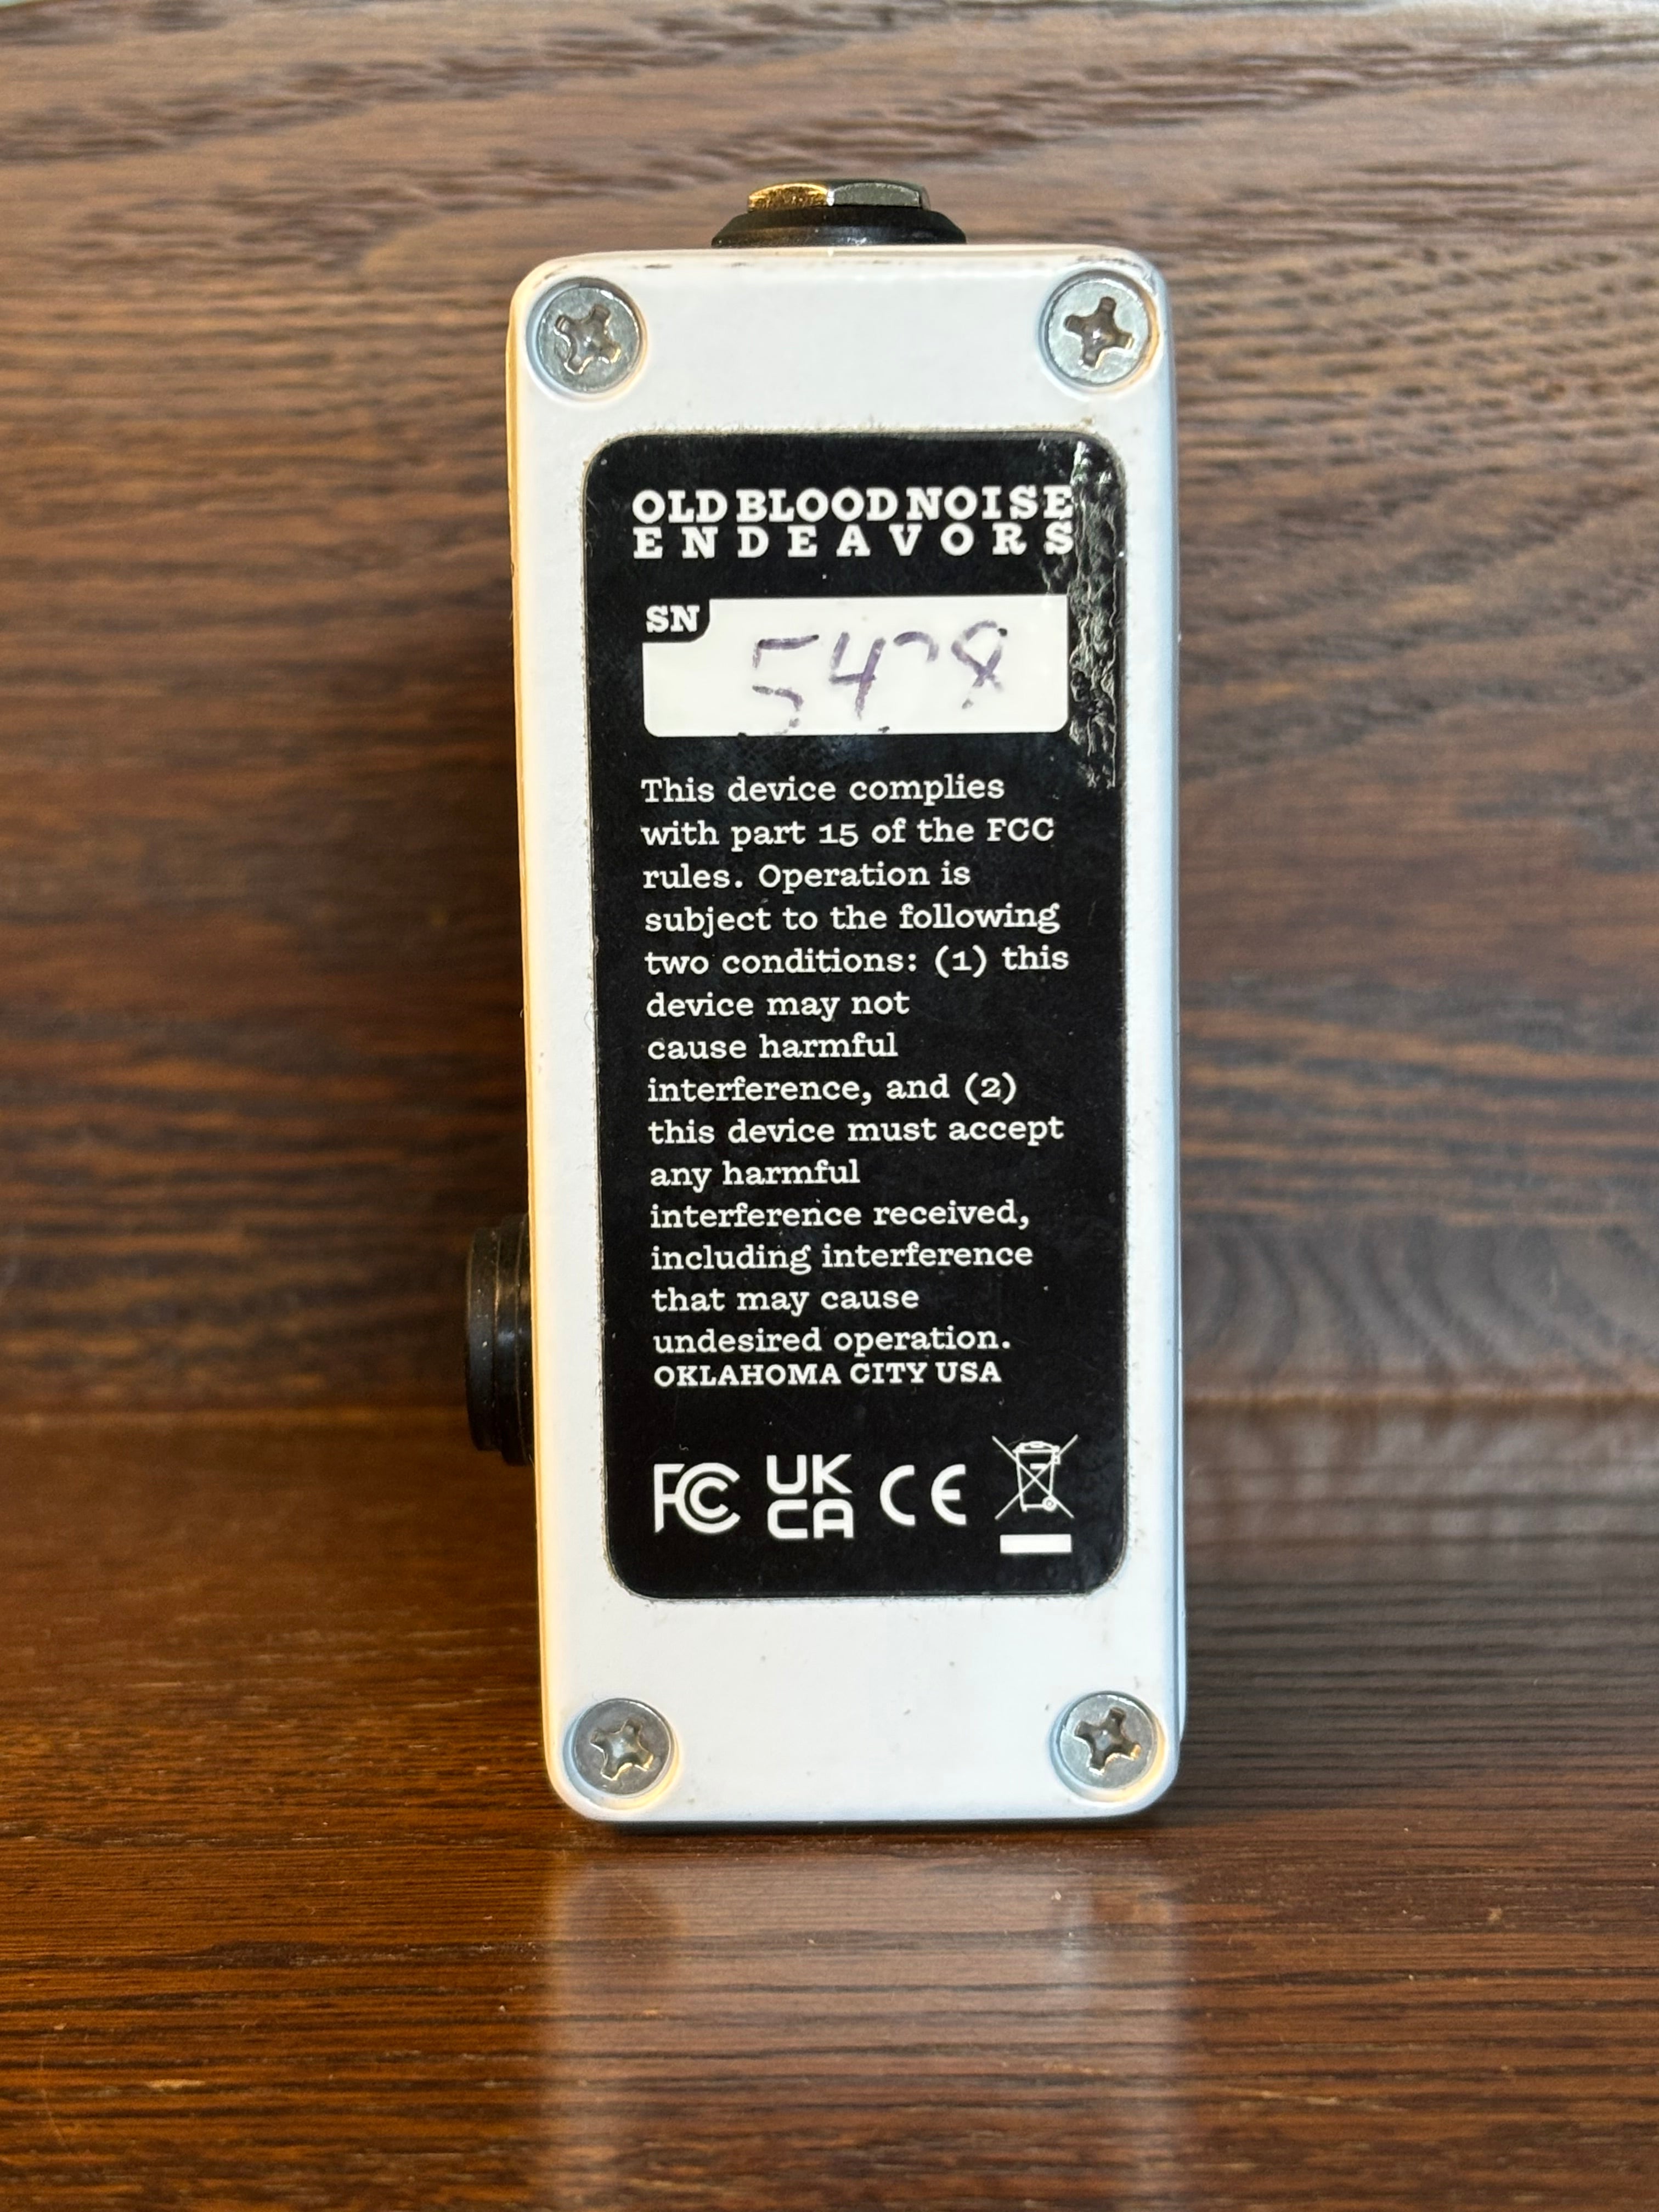 OLD BLOOD NOISE
ENDEAVORS
SN
This device complies
with part 15 of the FCC
rules. Operation is
subject to the following
two conditions: (1) this
device may not
cause harmful
interference, and (2)
this device must accept
any harmful
interference received,
including interference
that may cause
undesired operation.
OKLAHOMA CITY USA
FC UK CA CE